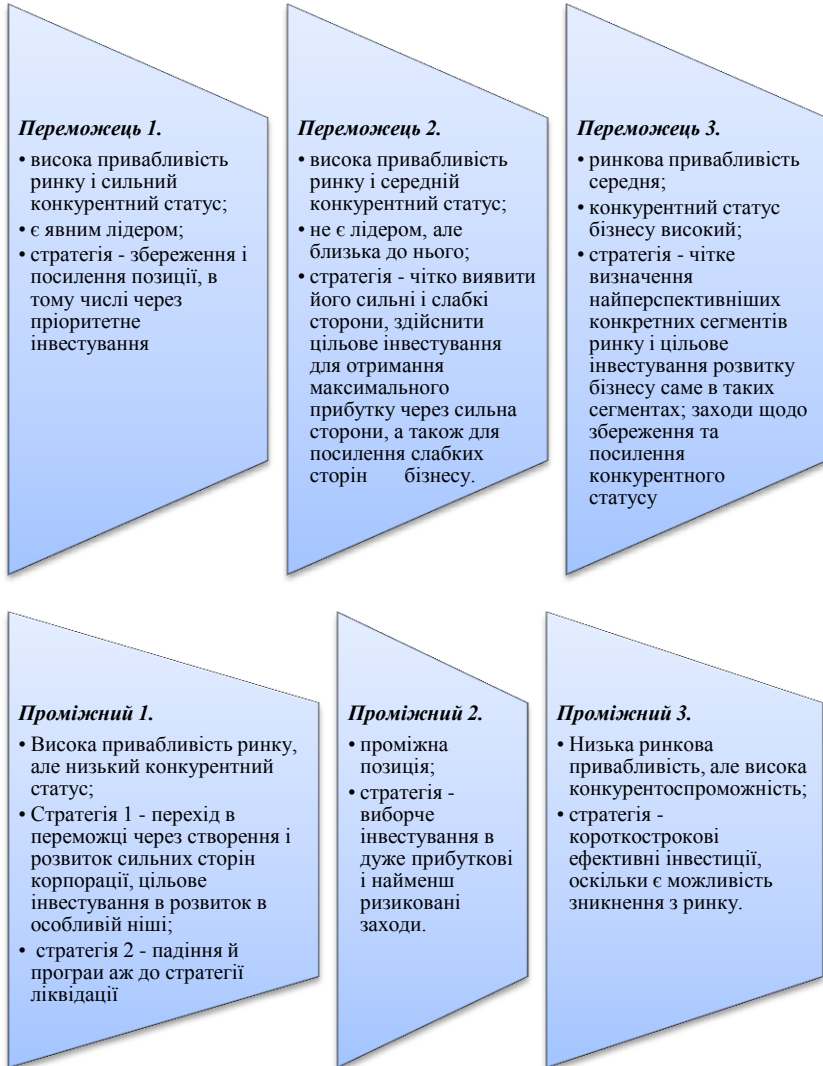 Переможець 1.
• висока привабливість
ринку і сильний
конкурентний статус;
• є явним лідером;
• стратегія - збереження і
посилення позиції, в
тому числі через
пріоритетне
інвестування
Переможець 2.
• висока привабливість
ринку і середній
конкурентний статус;
• не є лідером, але
близька до нього;
• стратегія - чітко виявити
його сильні і слабкі
сторони, здійснити
цільове інвестування
для отримання
максимального
прибутку через сильна
сторони, а також для
посилення слабких
сторін бізнесу.
Переможець 3.
• ринкова привабливість
середня;
• конкурентний статус
бізнесу високий;
• стратегія - чітке
визначення
найперспективніших
конкретних сегментів
ринку і цільове
інвестування розвитку
бізнесу саме в таких
сегментах; заходи щодо
збереження та
посилення
конкурентного
статусу
Проміжний 1.
• Висока привабливість ринку,
але низький конкурентний
статус;
• Стратегія 1 - перехід в
переможці через створення і
розвиток сильних сторін
корпорації, цільове
інвестування в розвиток в
особливій ніші;
• стратегія 2 - падіння й
програи аж до стратегії
ліквідації
Проміжний 2.
• проміжна
позиція;
• стратегія -
виборче
інвестування в
дуже прибуткові
і найменш
ризиковані
заходи.
Проміжний 3.
• Низька ринкова
привабливість, але висока
конкурентоспроможність;
• стратегія -
короткострокові
ефективні інвестиції,
оскільки є можливість
зникнення з ринку.